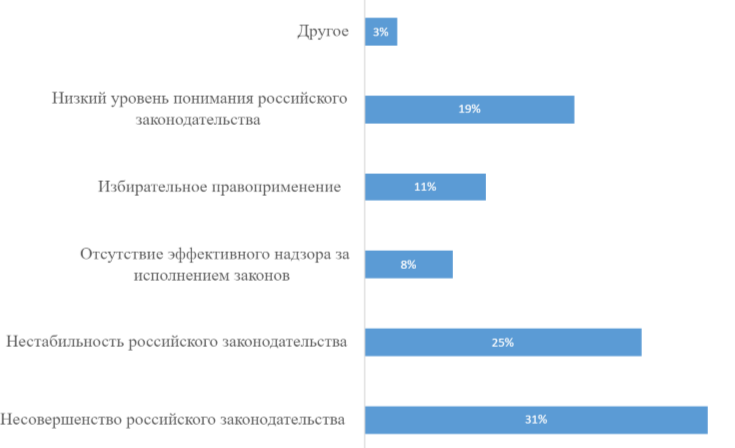 Другое
3%
Низкий уровень понимания российского
законодательства
19%
Избирательное правоприменение
11%
Отсутствие эффективного надзора за
исполнением законов
8%
Нестабильность российского законодательства
25%
Несовершенство российского законодательства
31%